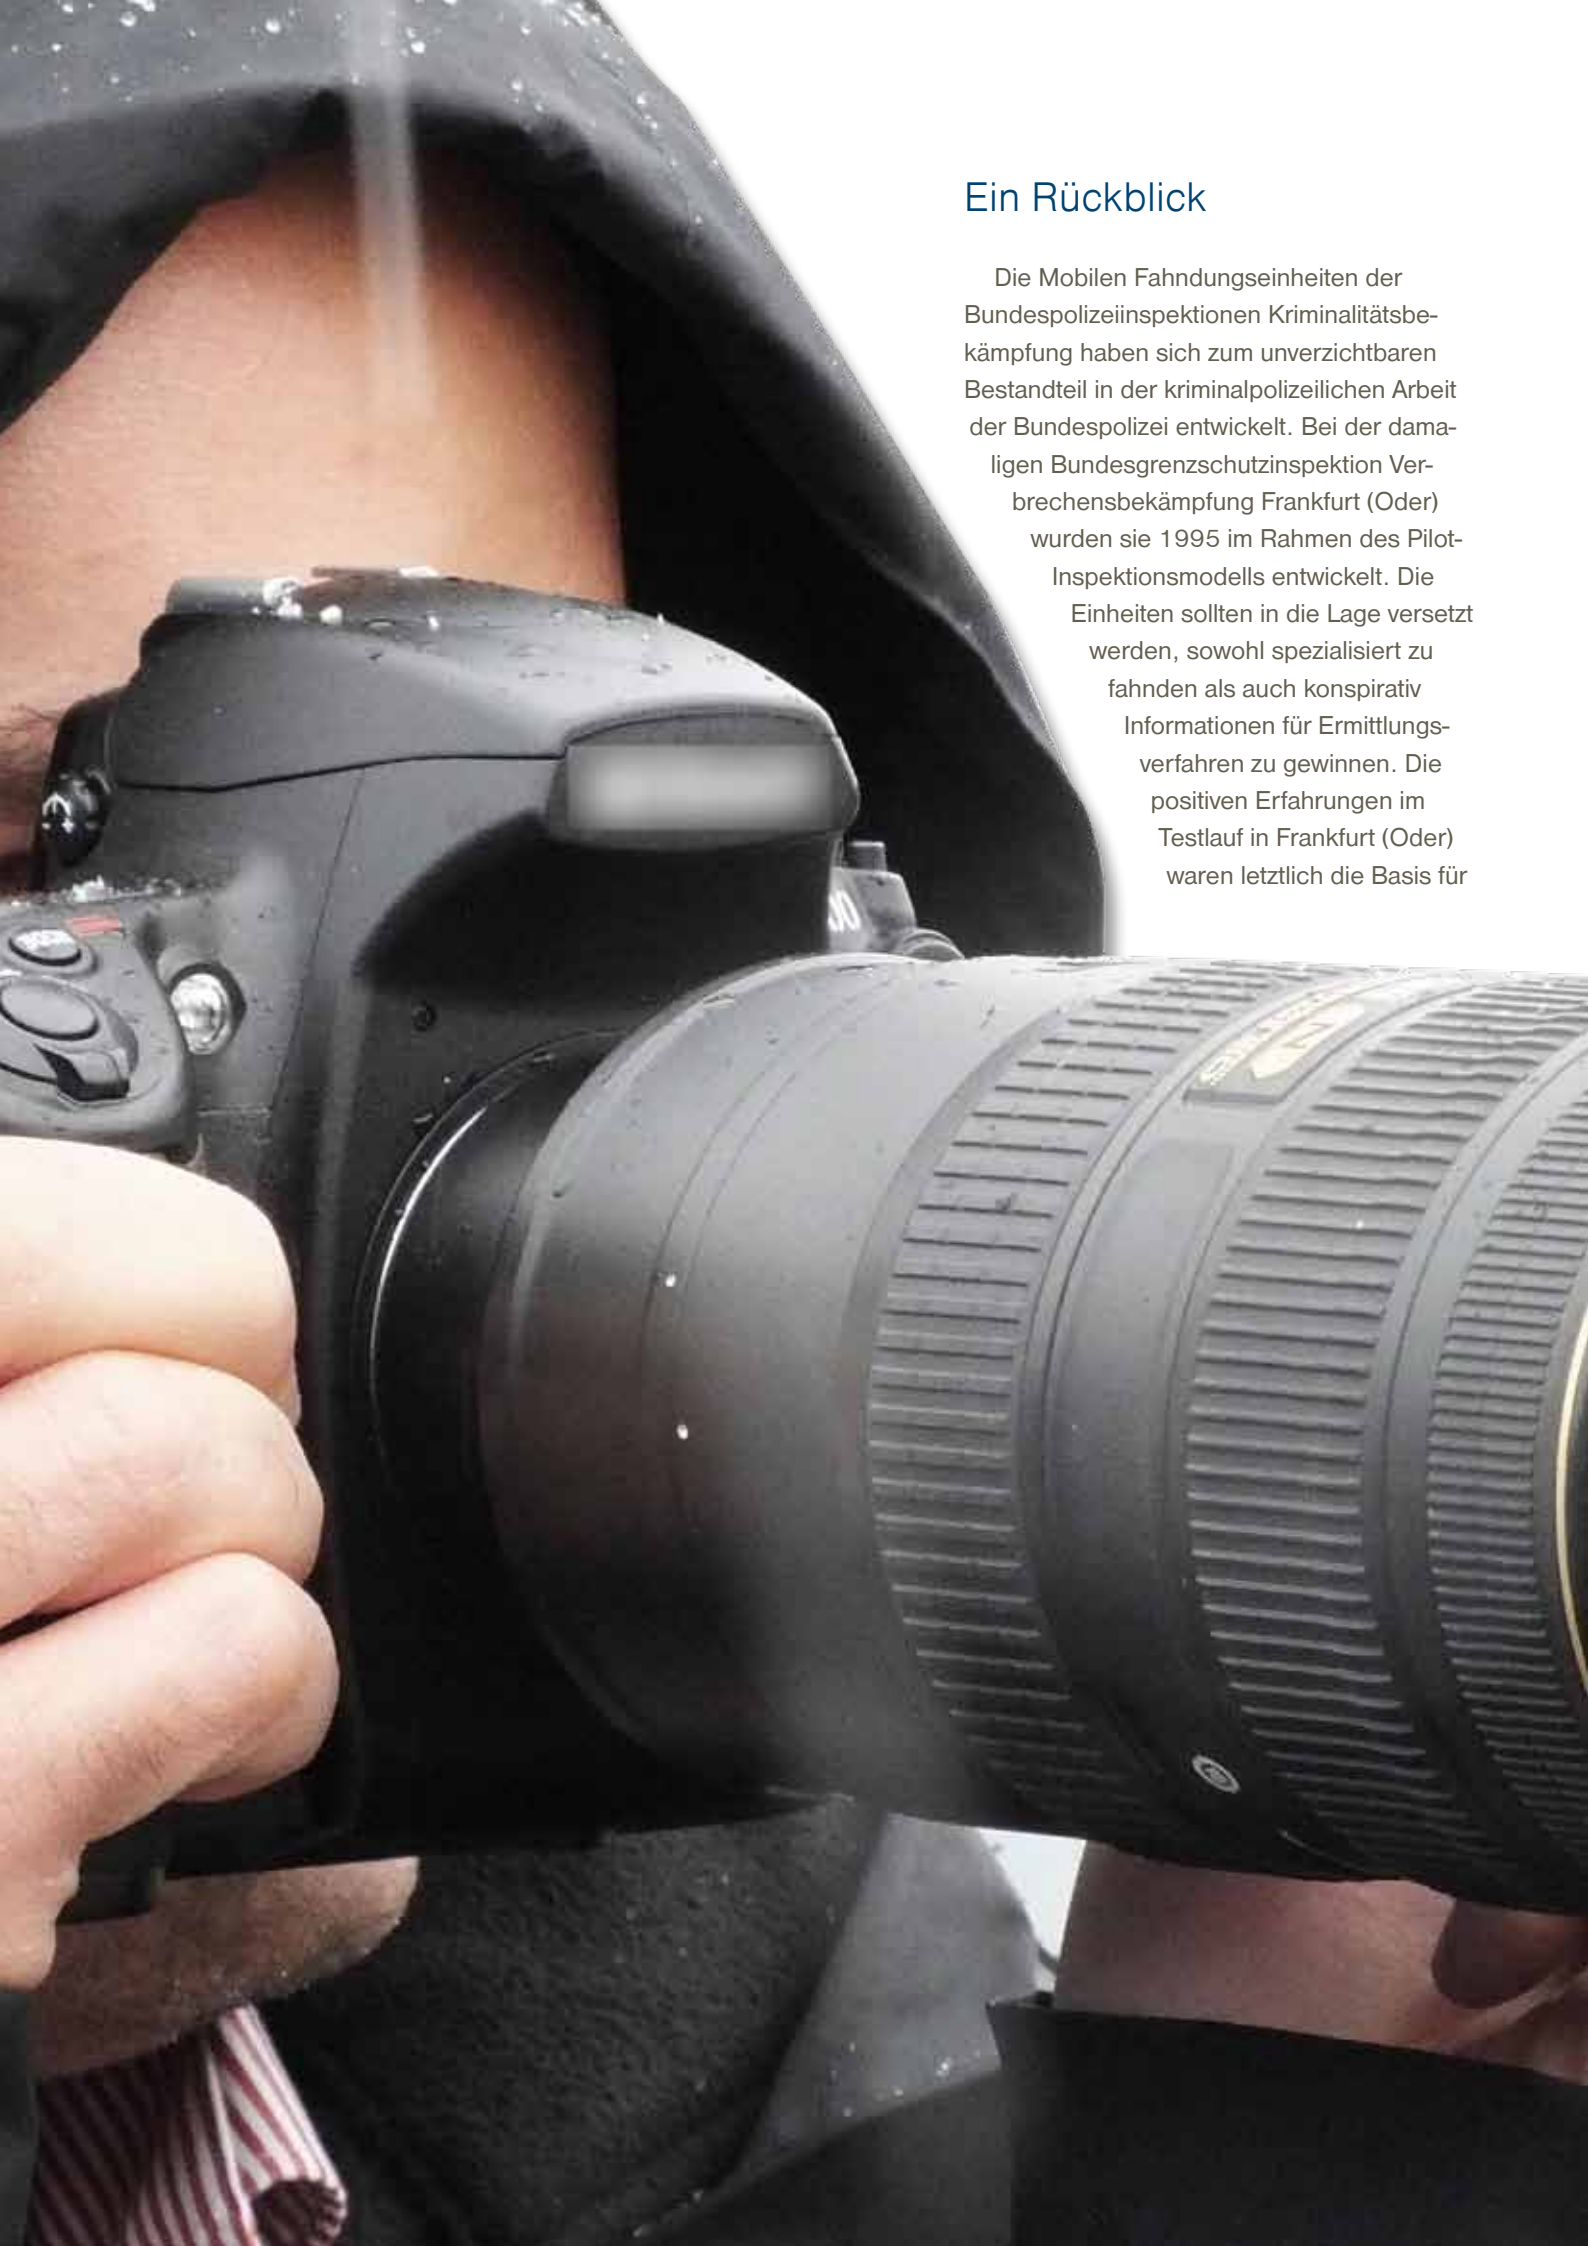 Ein Rückblick
Die Mobilen Fahndungseinheiten der
Bundespolizeiinspektionen Kriminalitätsbe-
kämpfung haben sich zum unverzichtbaren
Bestandteil in der kriminalpolizeilichen Arbeit
der Bundespolizei entwickelt. Bei der dama-
ligen Bundesgrenzschutzinspektion Ver-
brechensbekämpfung Frankfurt (Oder)
wurden sie 1995 im Rahmen des Pilot-
Inspektionsmodells entwickelt. Die
Einheiten sollten in die Lage versetzt
werden, sowohl spezialisiert zu
fahnden als auch konspirativ
Informationen für Ermittlungs-
verfahren zu gewinnen. Die
positiven Erfahrungen im
Testlauf in Frankfurt (Oder)
waren letztlich die Basis für